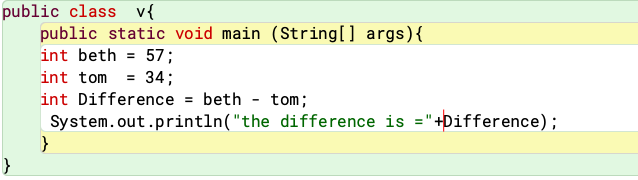 public class  v{
    public static void main (String[] args){
    int beth = 57;
    int tom  = 34;
    int Difference = beth - tom;
     System.out.println("the difference is ="+Difference);
    }
}